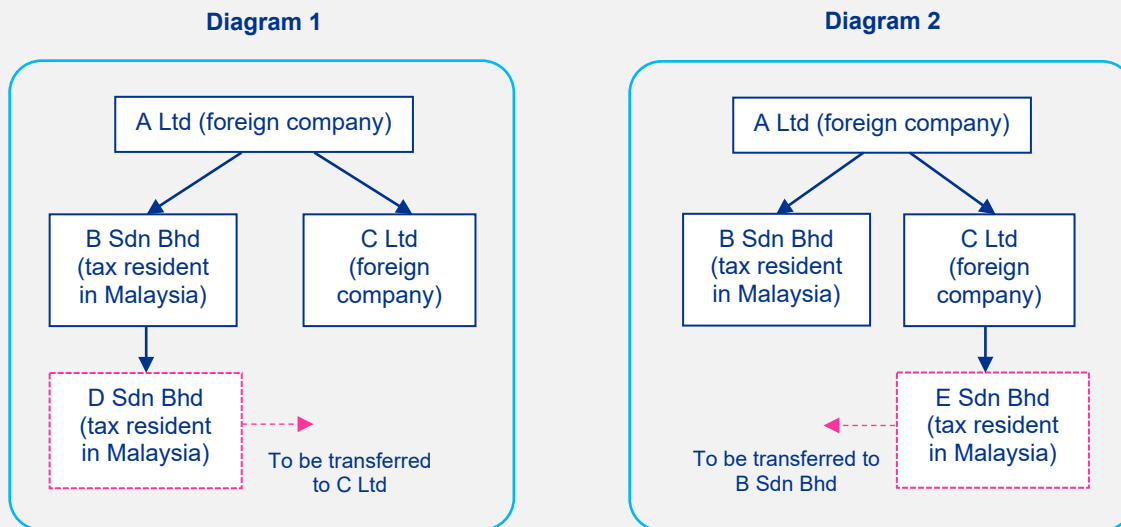 Diagram 1
A Ltd (foreign company)
B Sdn Bhd
(tax resident
in Malaysia)
C Ltd
(foreign
company)
D Sdn Bhd
(tax resident
in Malaysia)
To be transferred
to C Ltd
Diagram 2
A Ltd (foreign company)
B Sdn Bhd
(tax resident
in Malaysia)
C Ltd
(foreign
company)
E Sdn Bhd
(tax resident
in Malaysia)
To be transferred to
B Sdn Bhd